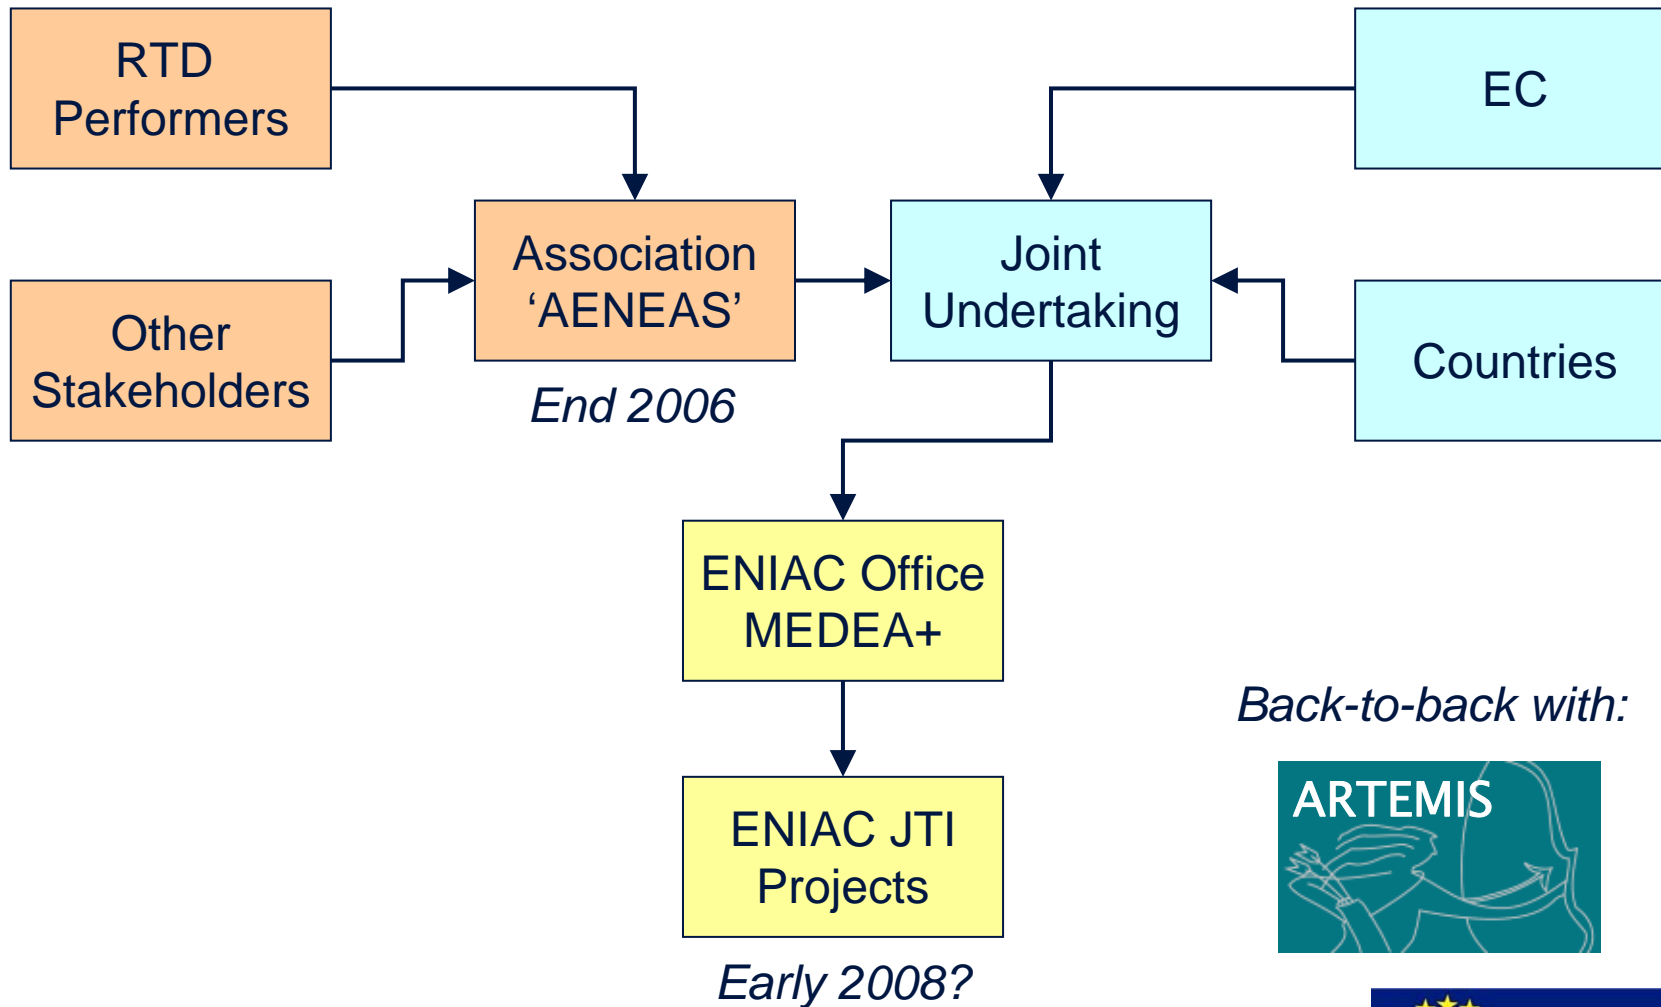 RTD
Performers
EC
Association
‘AENEAS’
Joint
Undertaking
Other
Stakeholders
Countries
End 2006
ENIAC Office
MEDEA+
Back-to-back with:
ARTEMIS
ENIAC JTI
Projects
Early 2008?